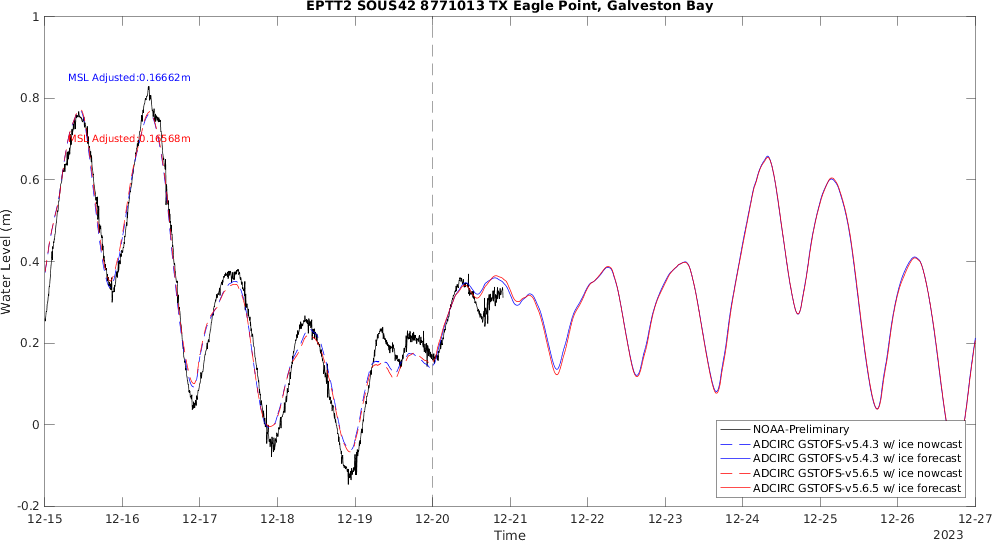 EPTT2 SOUS42 8771013 TX Eagle Point, Galveston Bay
1
0.8
0.6
0.4
0.2
0
-0.2
Water Level (m)
MSL Adjusted:0.16662m
MSL Adjusted:0.16568m
NOAA-Preliminary
ADCIRC GSTOFS-v5.4.3 w/ ice nowcast
ADCIRC GSTOFS-v5.4.3 w/ ice forecast
ADCIRC GSTOFS-v5.6.5 w/ ice nowcast
ADCIRC GSTOFS-v5.6.5 w/ ice forecast
12-15 12-16 12-17 12-18 12-19 12-20 12-21 12-22 12-23 12-24 12-25 12-26 12-27
Time
2023